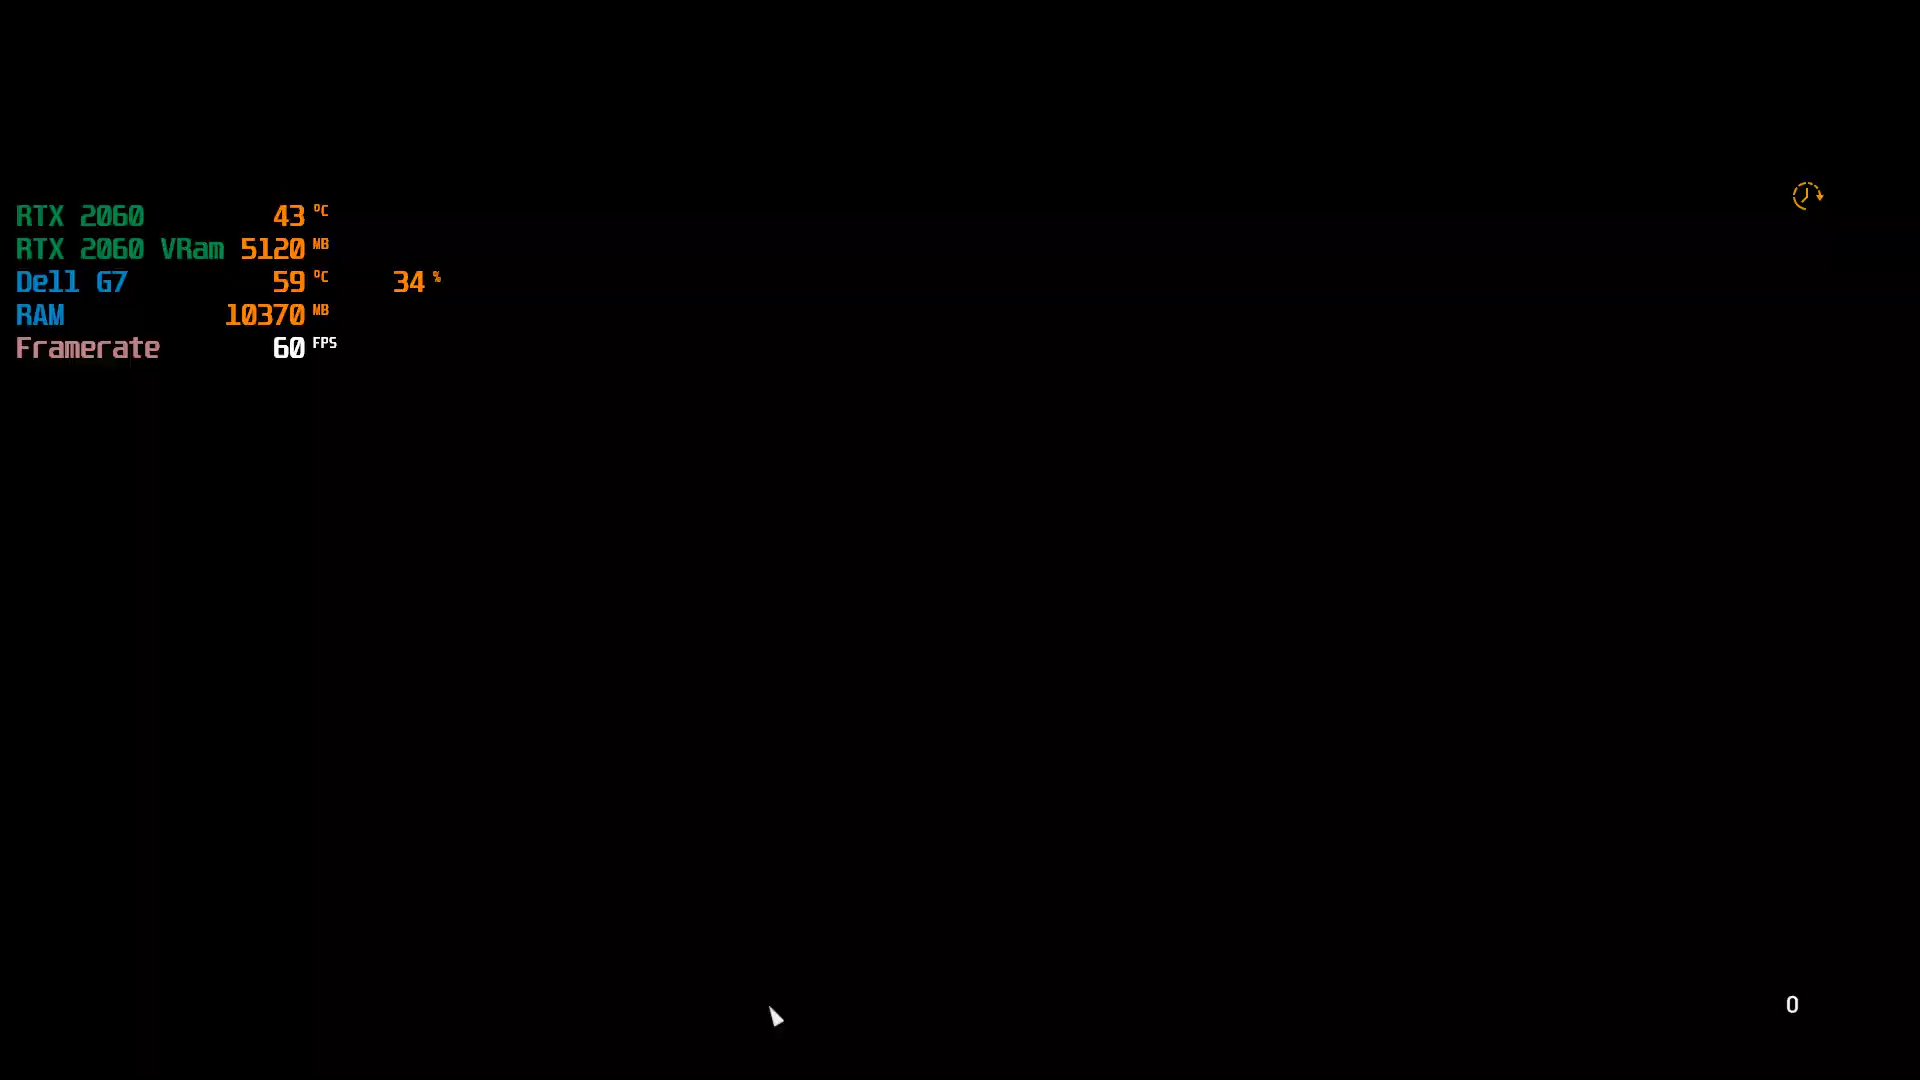 RTX 2060 43 °C
RTX 2060 VRam 5120 MB
Dell G7 59 °C 34 %
RAM 10370 MB
Framerate 60 FPS
0